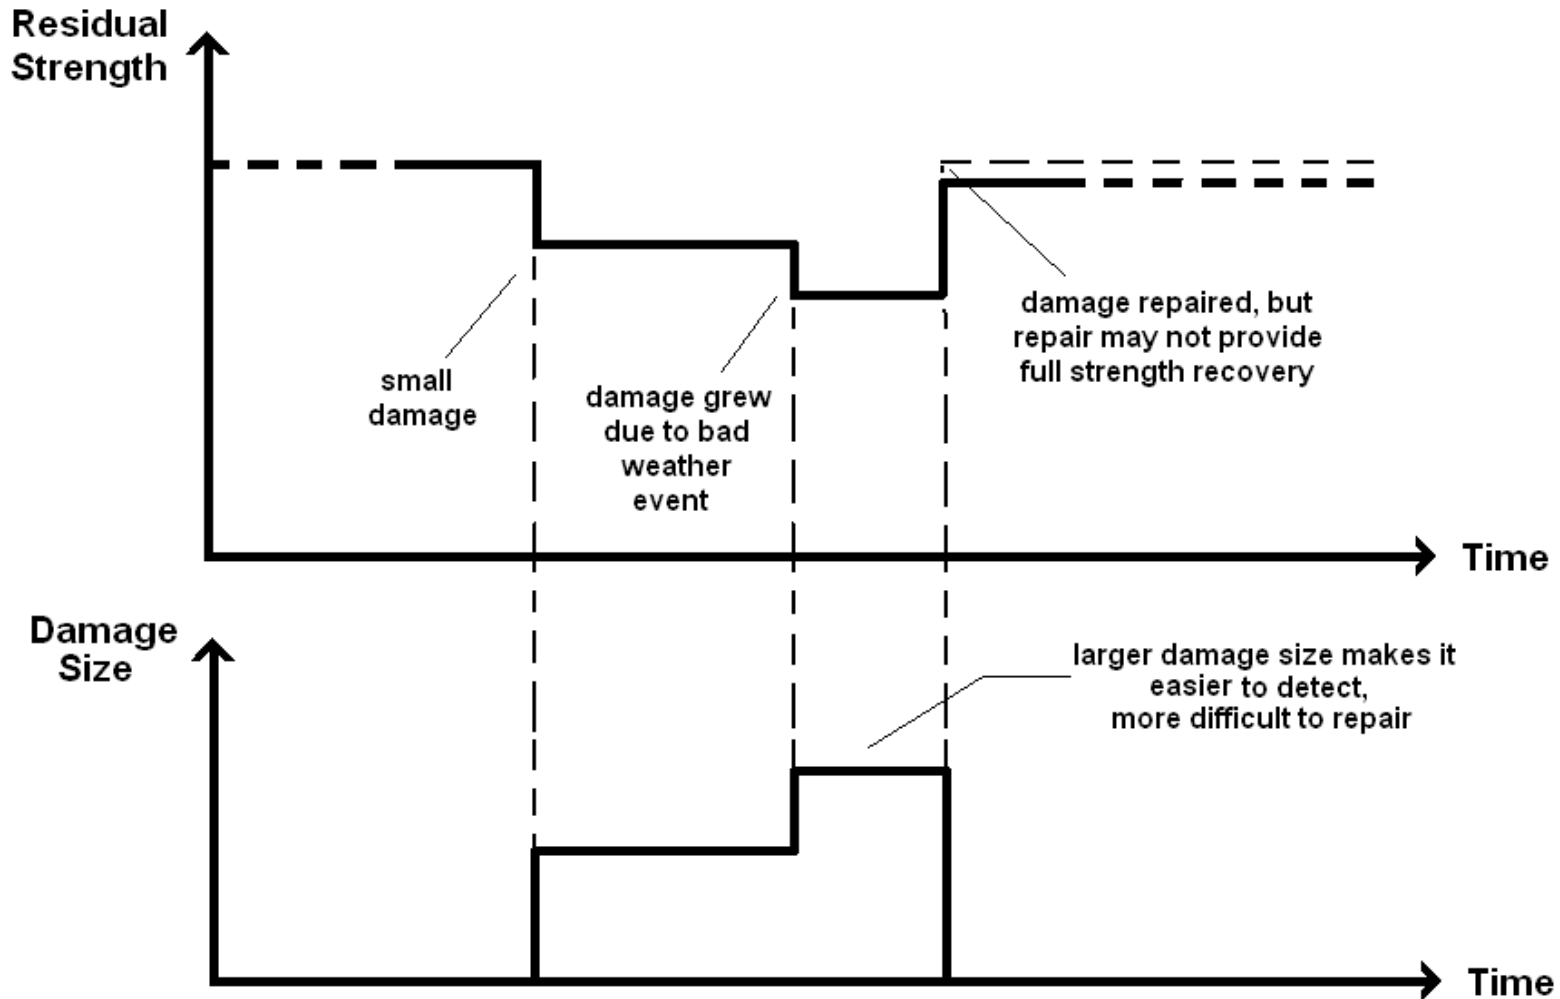 Residual
Strength
small
damage
damage grew
due to bad
weather
event
damage repaired, but
repair may not provide
full strength recovery
Time
Damage
Size
larger damage size makes it
easier to detect,
more difficult to repair
Time